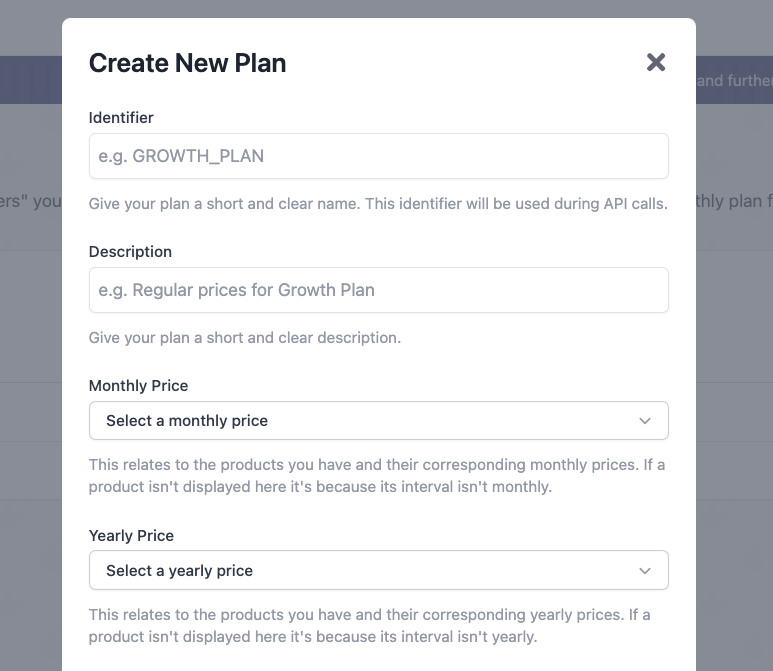 Create New Plan
and further
Identifier
e.g. GROWTH_PLAN
ers" you
thly plan f
Give your plan a short and clear name. This identifier will be used during API calls.
Description
e.g. Regular prices for Growth Plan
Give your plan a short and clear description.
Monthly Price
Select a monthly price
This relates to the products you have and their corresponding monthly prices. If a
product isn't displayed here it's because its interval isn't monthly.
Yearly Price
Select a yearly price
This relates to the products you have and their corresponding yearly prices. If a
product isn't displayed here it's because its interval isn't yearly.